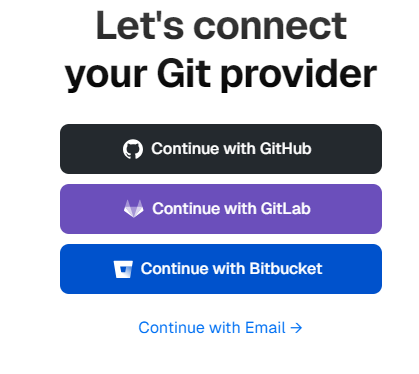 Let's connect
your Git provider
Continue with GitHub
Continue with GitLab
Continue with Bitbucket
Continue with Email →